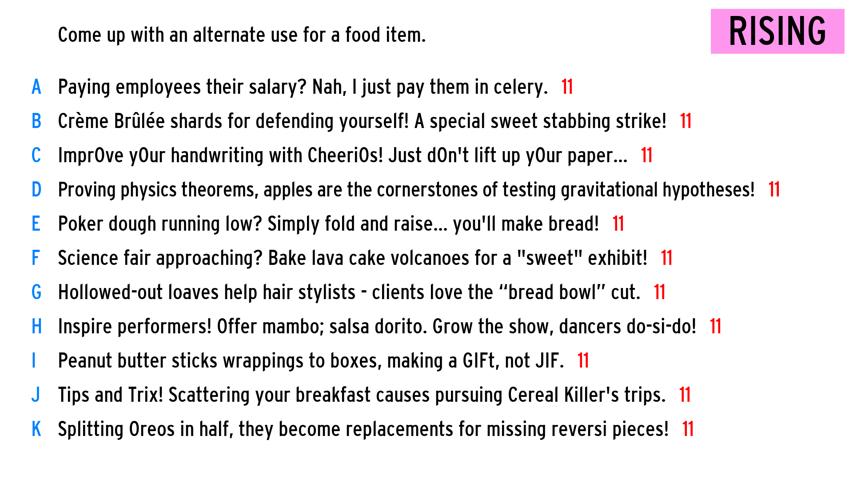 Come up with an alternate use for a food item.
RISING
A Paying employees their salary? Nah, I just pay them in celery. 11
B Crème Brûlée shards for defending yourself! A special sweet stabbing strike! 11
C Impr0ve y0ur handwriting with Cheeri0s! Just d0n't lift up y0ur paper... 11
D Proving physics theorems, apples are the cornerstones of testing gravitational hypotheses! 11
E Poker dough running low? Simply fold and raise... you'll make bread! 11
F Science fair approaching? Bake lava cake volcanoes for a "sweet" exhibit! 11
G Hollowed-out loaves help hair stylists - clients love the “bread bowl” cut. 11
H Inspire performers! Offer mambo; salsa dorito. Grow the show, dancers do-si-do! 11
I Peanut butter sticks wrappings to boxes, making a GIFt, not JIF. 11
J Tips and Trix! Scattering your breakfast causes pursuing Cereal Killer's trips. 11
K Splitting Oreos in half, they become replacements for missing reversi pieces! 11